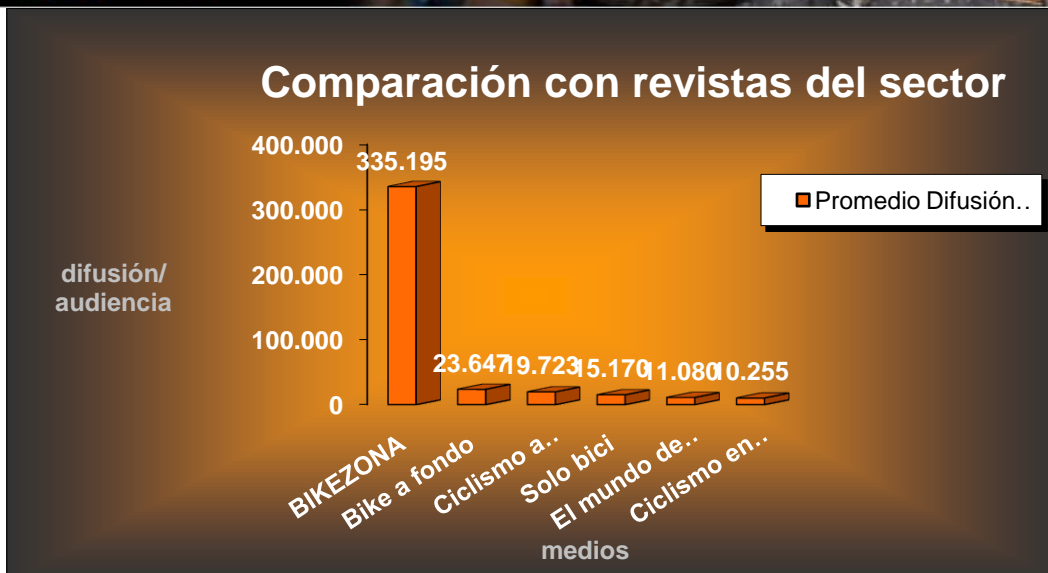 Comparación con revistas del sector
400.000
300.000
200.000
100.000
0
335.195
23.647
19.723
15.170
11.080
10.255
Promedio Difusión..
difusión/
audiencia
BIKEZONA
Bike a fondo
Ciclismo a..
Solo bici
El mundo de..
Ciclismo en..
medios